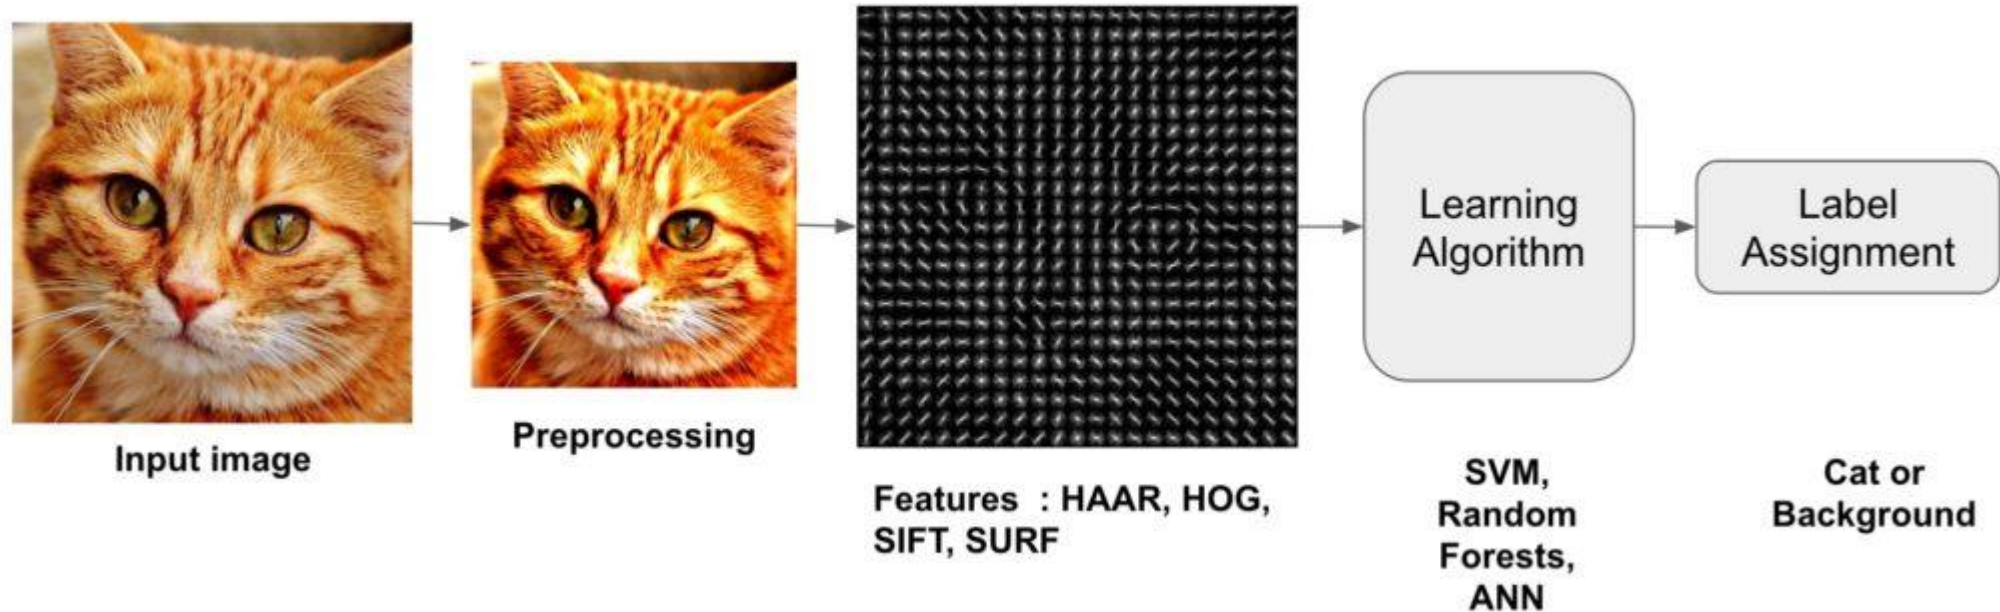 Input image
Preprocessing
Features : HAAR, HOG,
SIFT, SURF
Learning
Algorithm
SVM,
Random
Forests,
ANN
Label
Assignment
Cat or
Background